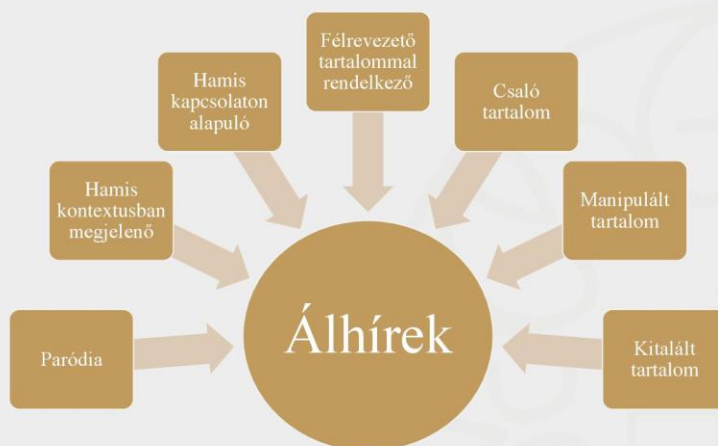 Paródia
Hamis
kontextusban
megjelenő
Hamis
kapcsolaton
alapuló
Félrevezető
tartalommal
rendelkező
Csaló
tartalom
Manipulált
tartalom
Kitalált
tartalom
Álhírek